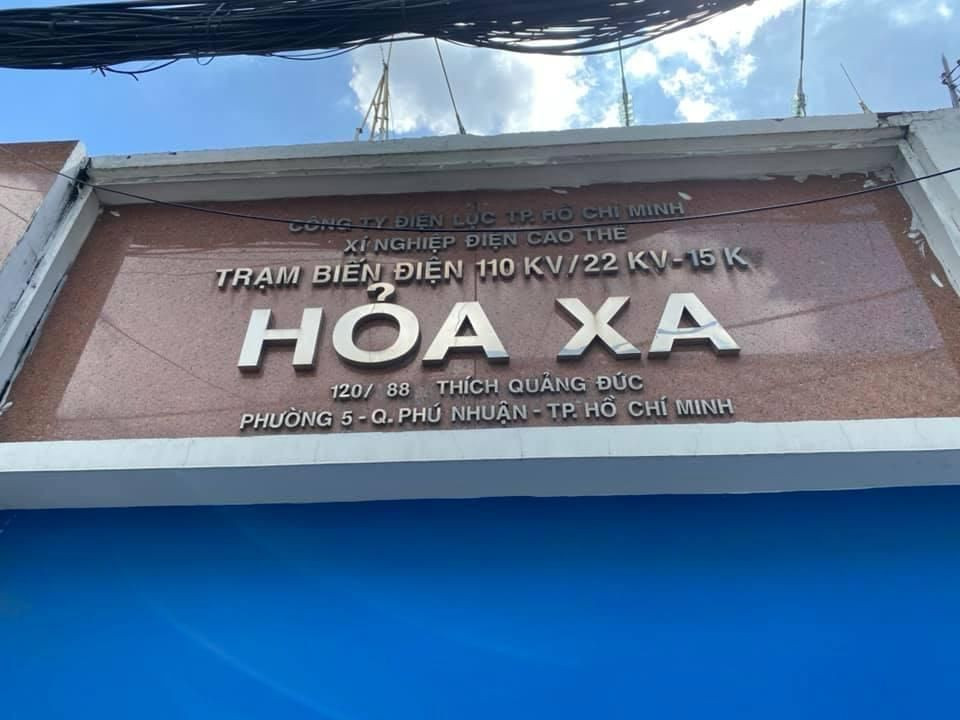 CÔNG TY ĐIỆN LỰC TP. HỒ CHÍ MINH
XÍ NGHIỆP ĐIỆN CAO THẾ
TRẠM BIẾN ĐIỆN 110 KV/22 KV-15 K
HỎA XA
120/ 88 THÍCH QUẢNG ĐỨC
PHƯỜNG 5 - Q. PHÚ NHUẬN - TP. HỒ CHÍ MINH